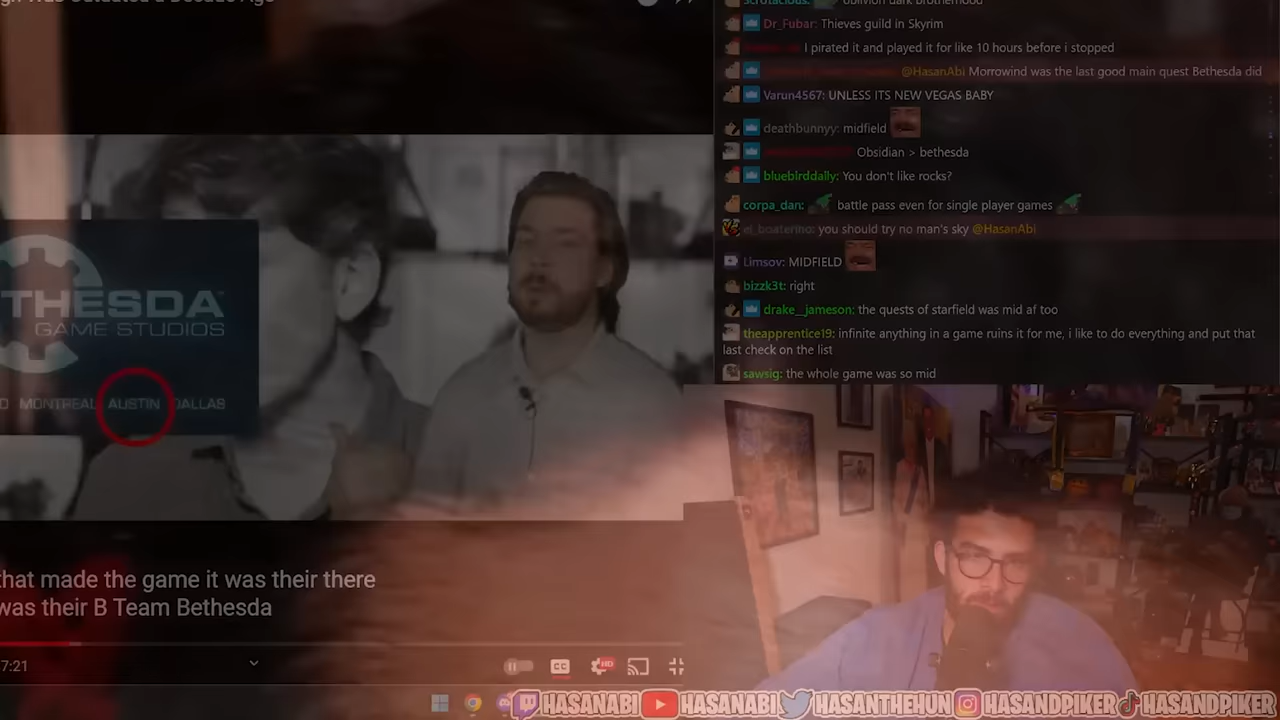 Dr_Fubar: Thieves guild in Skyrim
I pirated it and played it for like 10 hours before i stopped
@HasanAbi Morrowind was the last good main quest Bethesda did
Varun4567: UNLESS ITS NEW VEGAS BABY
deathbunnyy: midfield
Obsidian > bethesda
bluebirddally: You don't like rocks?
corpa_dan: battle pass even for single player games
el_boaterino: you should try no man's sky @HasanAbi
Limsov: MIDFIELD
bizzk3t: right
drake__jameson: the quests of starfield was mid af too
theapprentice19: infinite anything in a game ruins it for me, i like to do everything and put that
last check on the list
sawsig: the whole game was so mid
THESDA
GAME STUDIOS
MONTREAL AUSTIN DALLAS
that made the game it was their there
was their B Team Bethesda
7:21
CC
HD
HASANABI HASANABI HASANTHEHUN HASANDPIKER HASANDPIKER